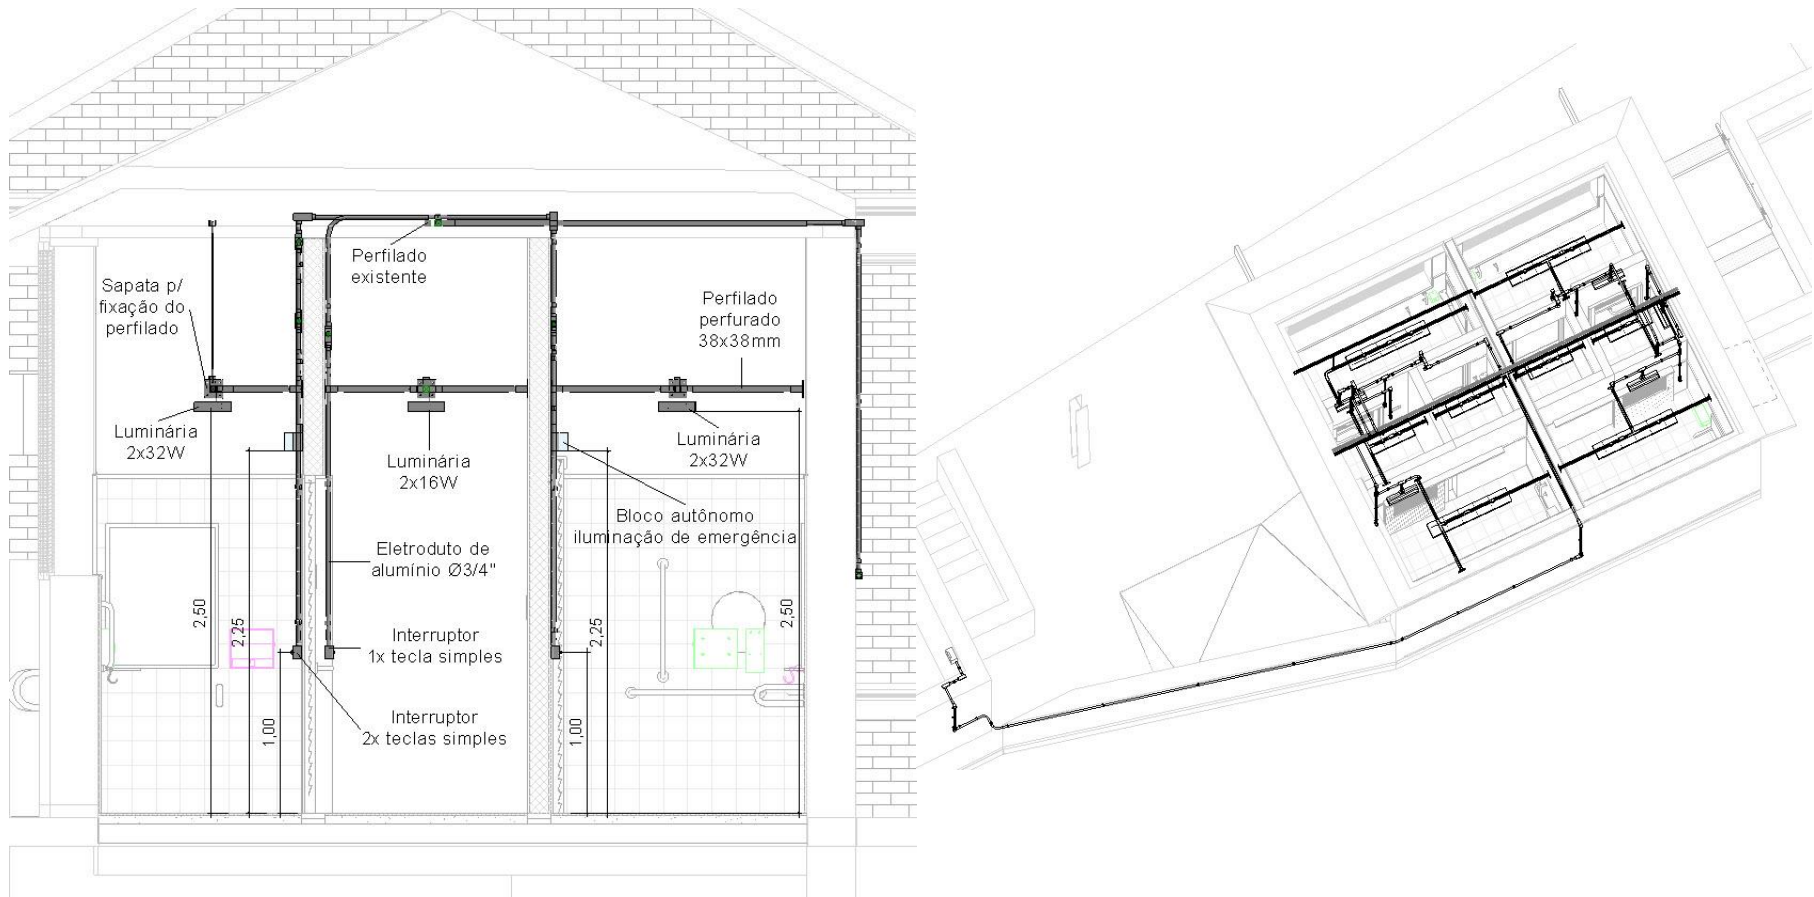 Perfilado
existente
Sapata p/
fixação do
perfilado
Perfilado
perfurado
38x38mm
Luminária
2x32W
Luminária
2x16W
Luminária
2x32W
Bloco autônomo
iluminação de emergência
Eletroduto de
alumínio Ø3/4"
2,50
2,25
2,25
2,50
Interruptor
1x tecla simples
Interruptor
2x teclas simples
1,00
1,00